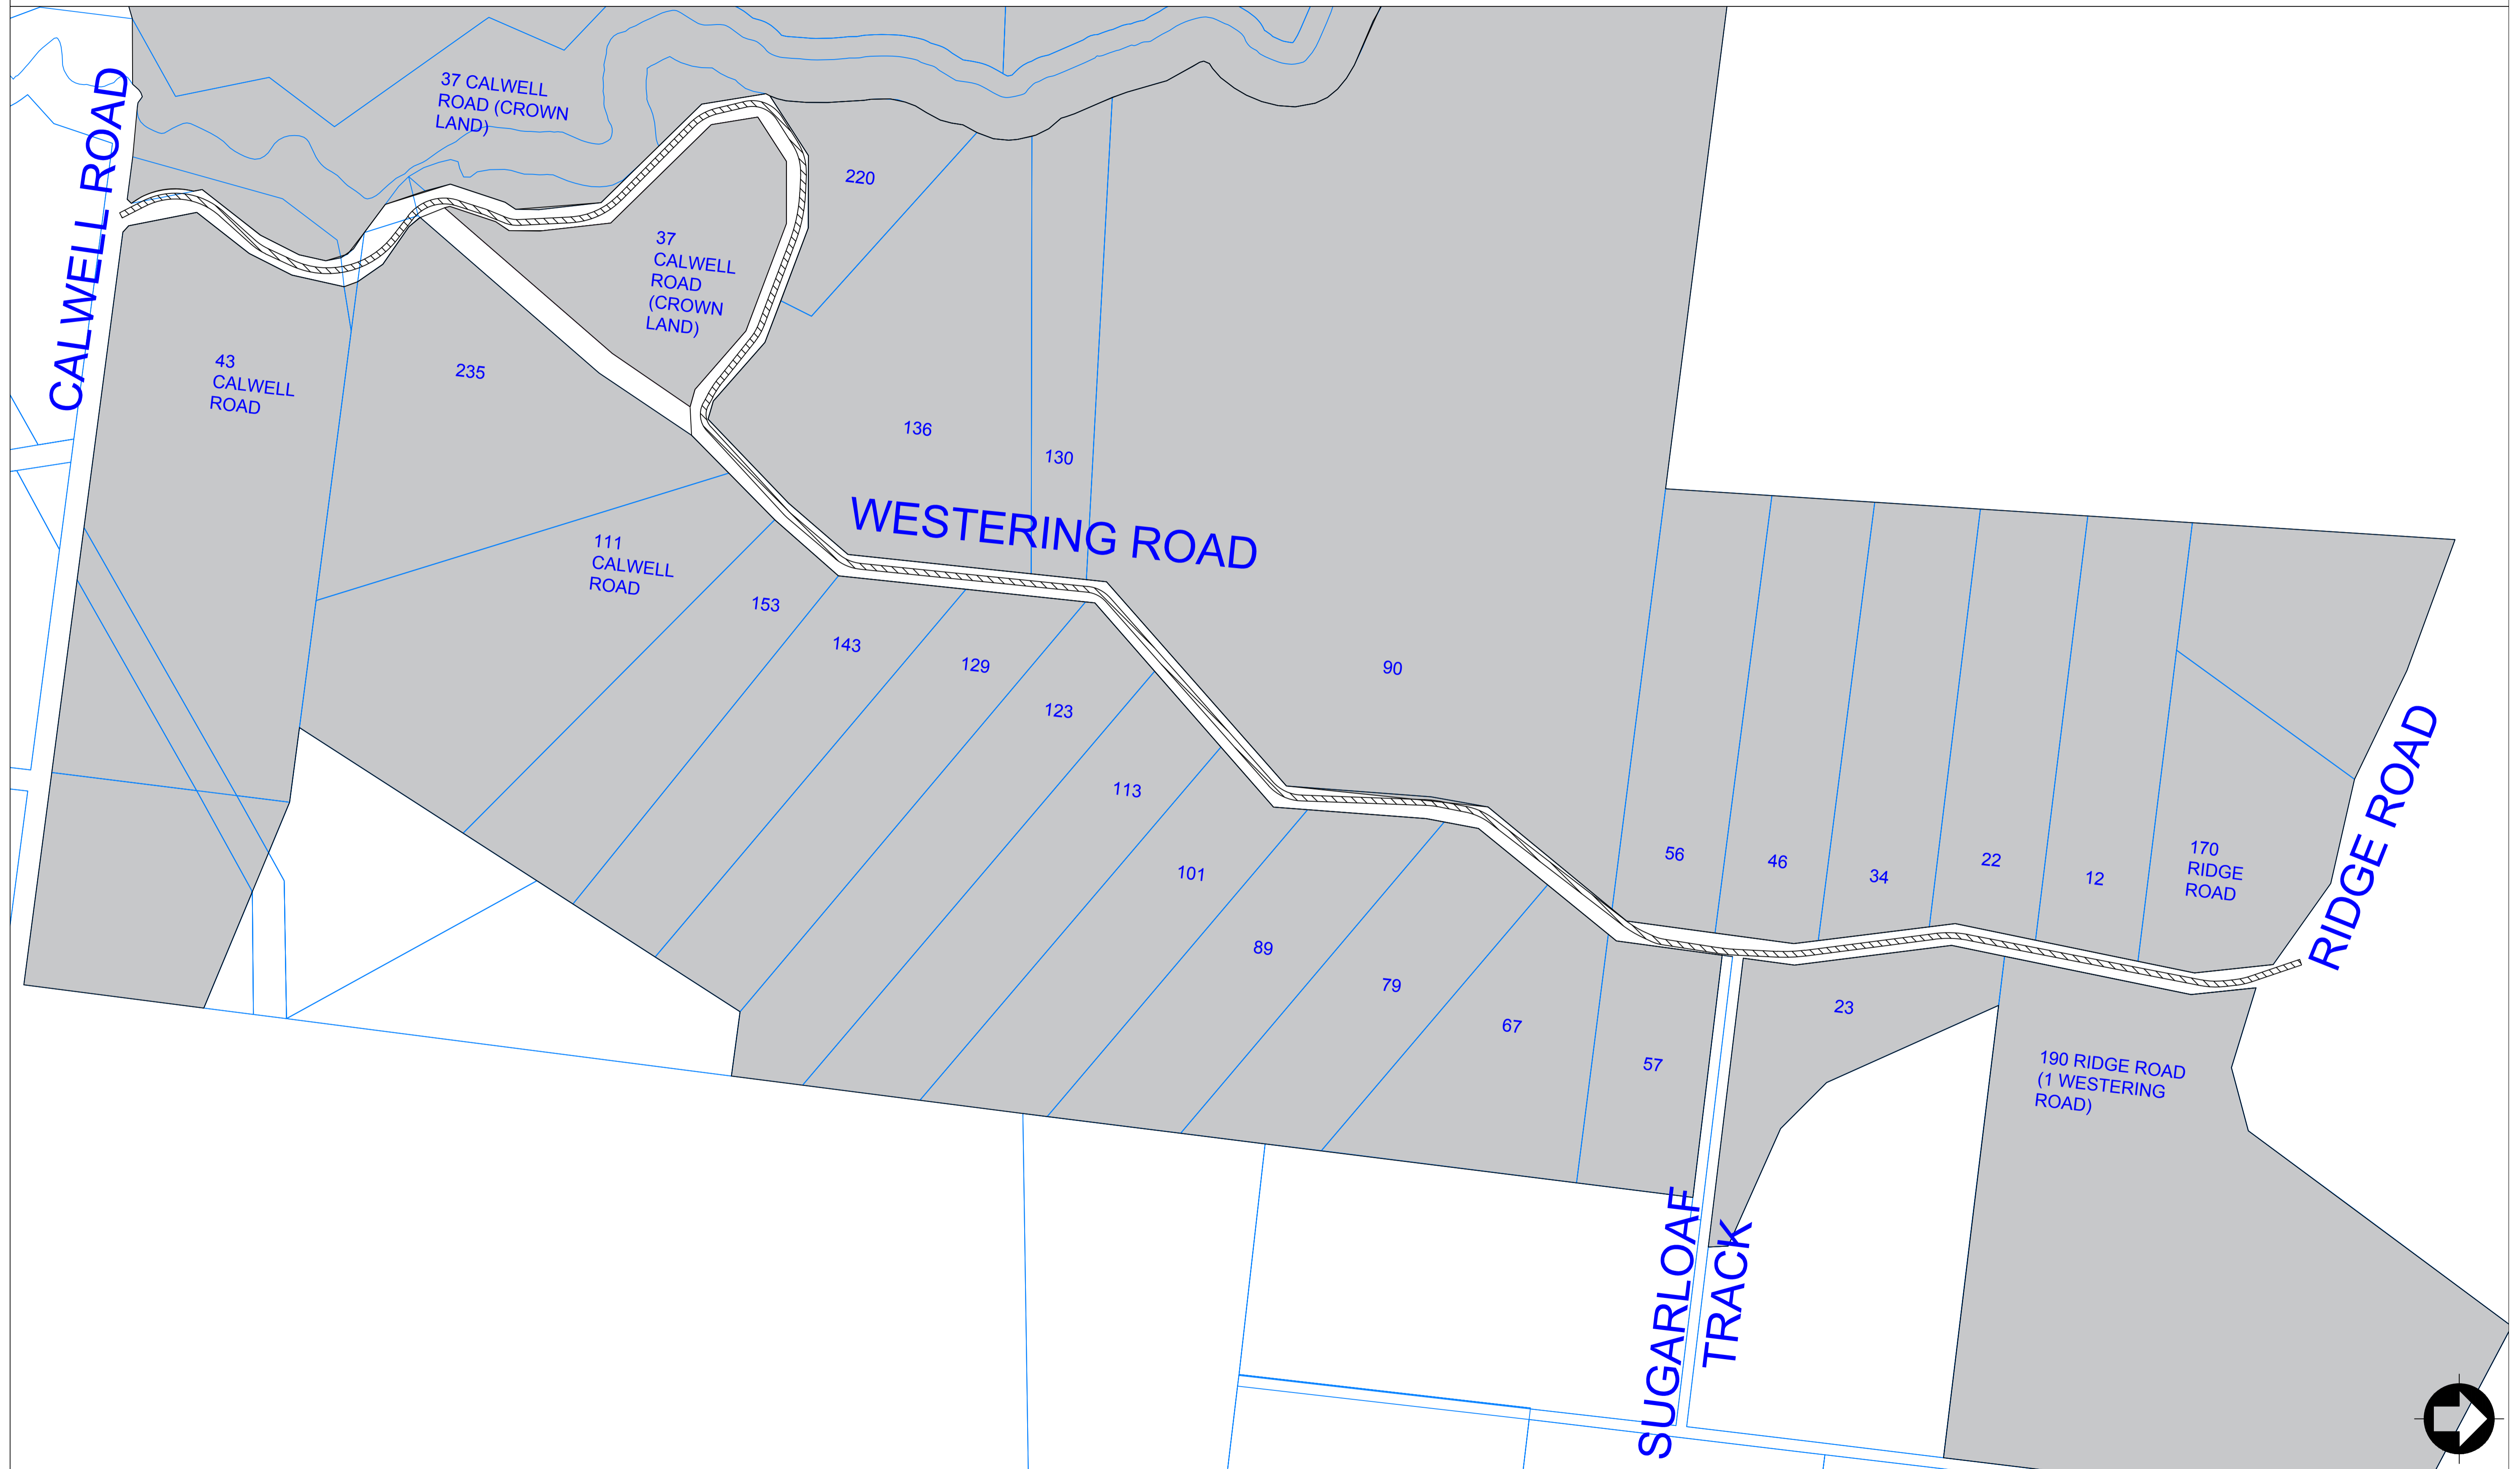 37 CALWELL
ROAD (CROWN
LAND)
CALWELL ROAD
220
37
CALWELL
ROAD
(CROWN
LAND)
43
CALWELL
ROAD
235
136
130
WESTERING ROAD
111
CALWELL
ROAD
153
143
129
123
90
113
101
89
79
67
57
56
46
34
22
12
170
RIDGE
ROAD
RIDGE ROAD
23
190 RIDGE ROAD
(1 WESTERING
ROAD)
SUGARLOAF
TRACK